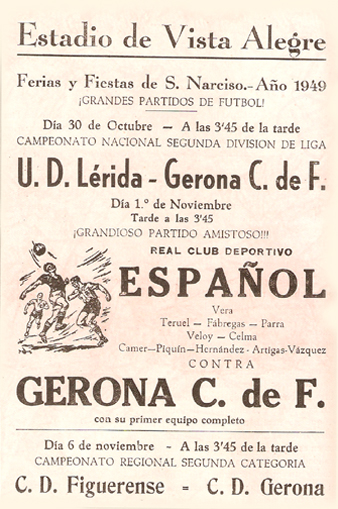 Estadio de Vista Alegre
Ferias y Fiestas de S. Narciso.-Año 1949
¡GRANDES PARTIDOS DE FUTBOL!
Día 30 de Octubre — A las 3'45 de la tarde
CAMPEONATO NACIONAL SEGUNDA DIVISION DE LIGA
U. D. Lérida - Gerona C. de F.
Día 1.º de Noviembre
Tarde a las 3'45
¡GRANDIOSO PARTIDO AMISTOSO!!!
REAL CLUB DEPORTIVO
ESPAÑOL
Vera
Teruel — Fábregas — Parra
Veloy — Celma
Camer—Piquín—Hernández - Artigas-Vázquez
CONTRA
GERONA C. de F.
con su primer equipo completo
Día 6 de noviembre - A las 3'45 de la tarde
CAMPEONATO REGIONAL SEGUNDA CATEGORIA
C. D. Figuerense = C. D. Gerona